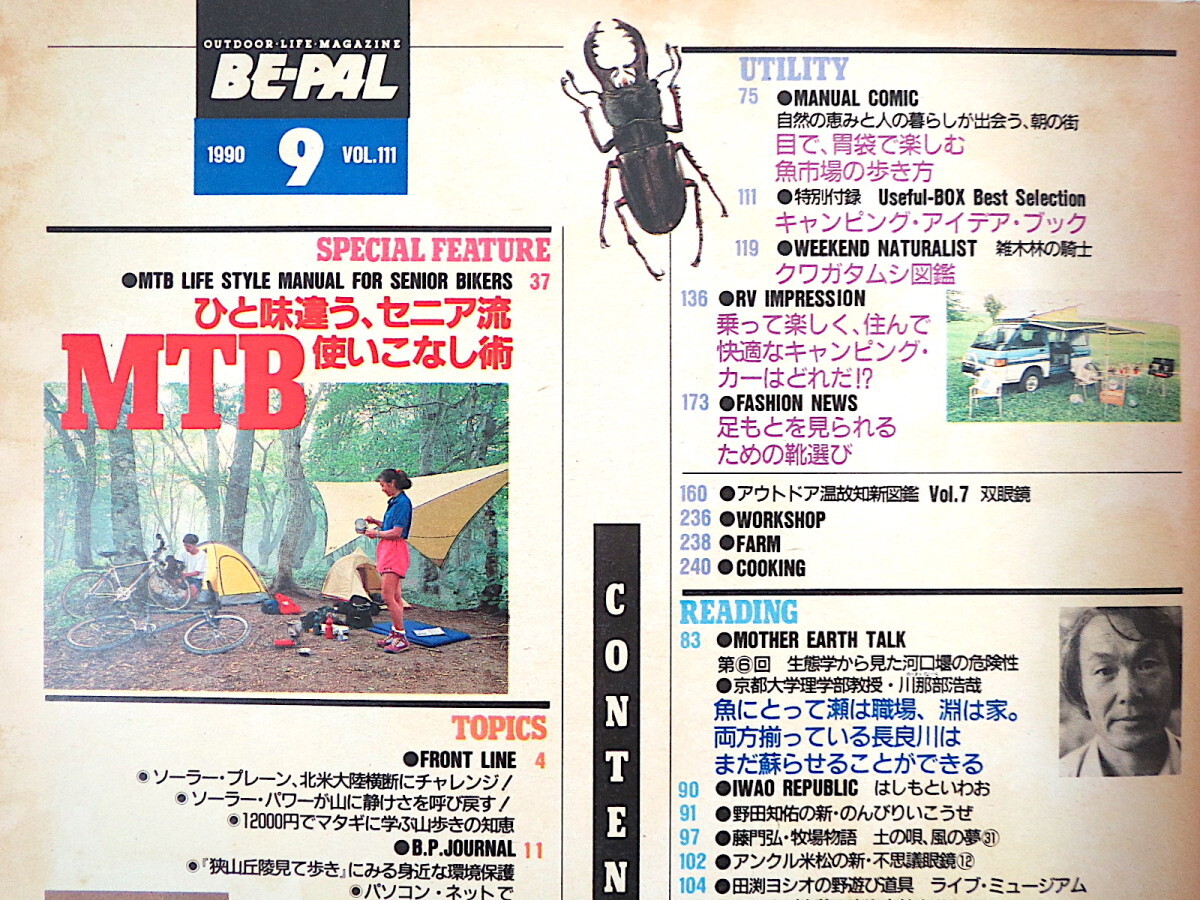 OUTDOOR・LIFE・MAGAZINE
BE-PAL
1990 9 VOL.111
SPECIAL FEATURE
●MTB LIFE STYLE MANUAL FOR SENIOR BIKERS 37
ひと味違う、セニア流
MTB使いこなし術
TOPICS
●FRONT LINE 4
◉ソーラー・プレーン、北米大陸横断にチャレンジ!
◉ソーラー・パワーが山に静けさを呼び戻す!
◉12000円でマタギに学ぶ山歩きの知恵
●B.P.JOURNAL 11
◉『狭山丘陵見て歩き』にみる身近な環境保護
◉パソコン・ネットで
CONTEN
UTILITY
75 ●MANUAL COMIC
自然の恵みと人の暮らしが出会う、朝の街
目で、胃袋で楽しむ
魚市場の歩き方
111 ●特別付録 Useful-BOX Best Selection
キャンピング・アイデア・ブック
119 ●WEEKEND NATURALIST 雑木林の騎士
クワガタムシ図鑑
136 ●RV IMPRESSION
乗って楽しく、住んで
快適なキャンピング・
カーはどれだ!?
173 ●FASHION NEWS
足もとを見られる
ための靴選び
160 ●アウトドア温故知新図鑑 Vol.7 双眼鏡
236 ●WORKSHOP
238 ●FARM
240 ●COOKING
READING
83 ●MOTHER EARTH TALK
第⑥回 生態学から見た河口堰の危険性
●京都大学理学部教授・川那部浩哉
魚にとって瀬は職場、淵は家。
両方揃っている長良川は
まだ蘇らせることができる
90 ●IWAO REPUBLIC はしもといわお
91 ●野田知佑の新・のんびりいこうぜ
97 ●藤門弘・牧場物語 土の唄、風の夢㉛
102 ●アンクル米松の新・不思議眼鏡⑫
104 ●田渕ヨシオの野遊び道具 ライブ・ミュージアム